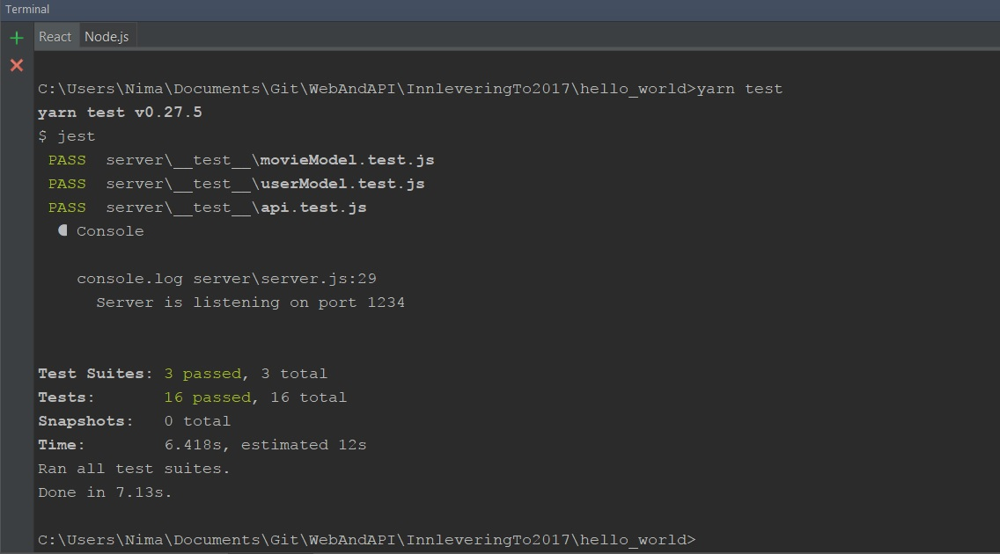 Terminal
React Node.js
C:\Users\Nima\Documents\Git\WebAndAPI\InnleveringTo2017\hello_world>yarn test
yarn test v0.27.5
$ jest
PASS server\__test__\movieModel.test.js
PASS server\__test__\userModel.test.js
PASS server\__test__\api.test.js
Console
console.log server\server.js:29
Server is listening on port 1234
Test Suites: 3 passed, 3 total
Tests: 16 passed, 16 total
Snapshots: 0 total
Time: 6.418s, estimated 12s
Ran all test suites.
Done in 7.13s.
C:\Users\Nima\Documents\Git\WebAndAPI\InnleveringTo2017\hello_world>